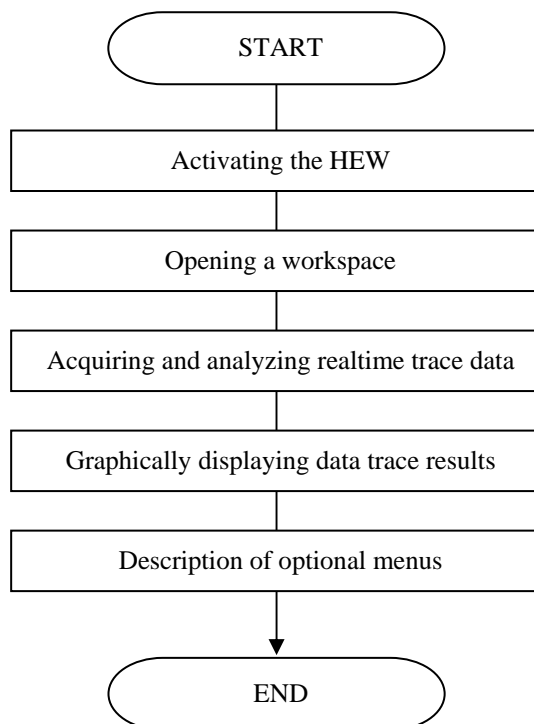 START
Activating the HEW
Opening a workspace
Acquiring and analyzing realtime trace data
Graphically displaying data trace results
Description of optional menus
END